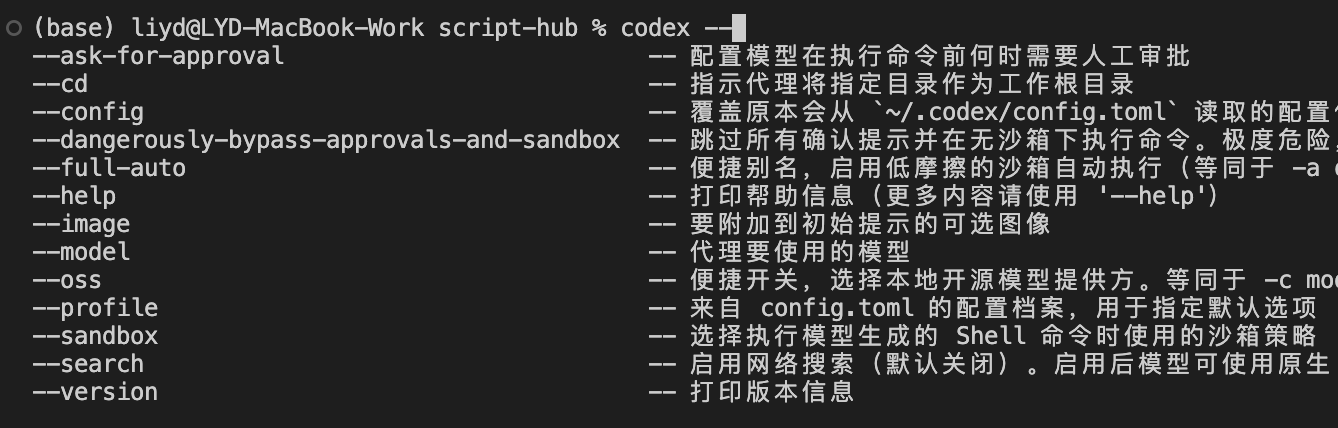 (base) liyd@LYD-MacBook-Work script-hub % codex --
--ask-for-approval -- 配置模型在执行命令前何时需要人工审批
--cd -- 指示代理将指定目录作为工作根目录
--config -- 覆盖原本会从 `~/.codex/config.toml` 读取的配置
--dangerously-bypass-approvals-and-sandbox -- 跳过所有确认提示并在无沙箱下执行命令。极度危险，
--full-auto -- 便捷别名，启用低摩擦的沙箱自动执行（等同于 -a
--help -- 打印帮助信息（更多内容请使用 '--help'）
--image -- 要附加到初始提示的可选图像
--model -- 代理要使用的模型
--oss -- 便捷开关，选择本地开源模型提供方。等同于 -c mod
--profile -- 来自 config.toml 的配置档案，用于指定默认选项
--sandbox -- 选择执行模型生成的 Shell 命令时使用的沙箱策略
--search -- 启用网络搜索（默认关闭）。启用后模型可使用原生
--version -- 打印版本信息